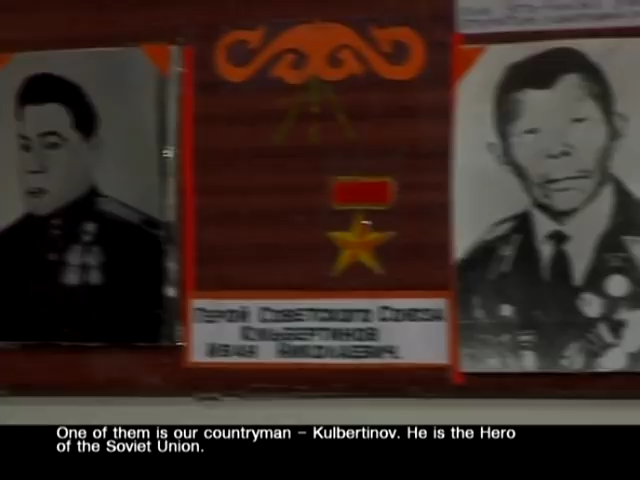 Герой Советского Союза
Кульбертинов
Иван Николаевич
One of them is our countryman – Kulbertinov. He is the Hero
of the Soviet Union.